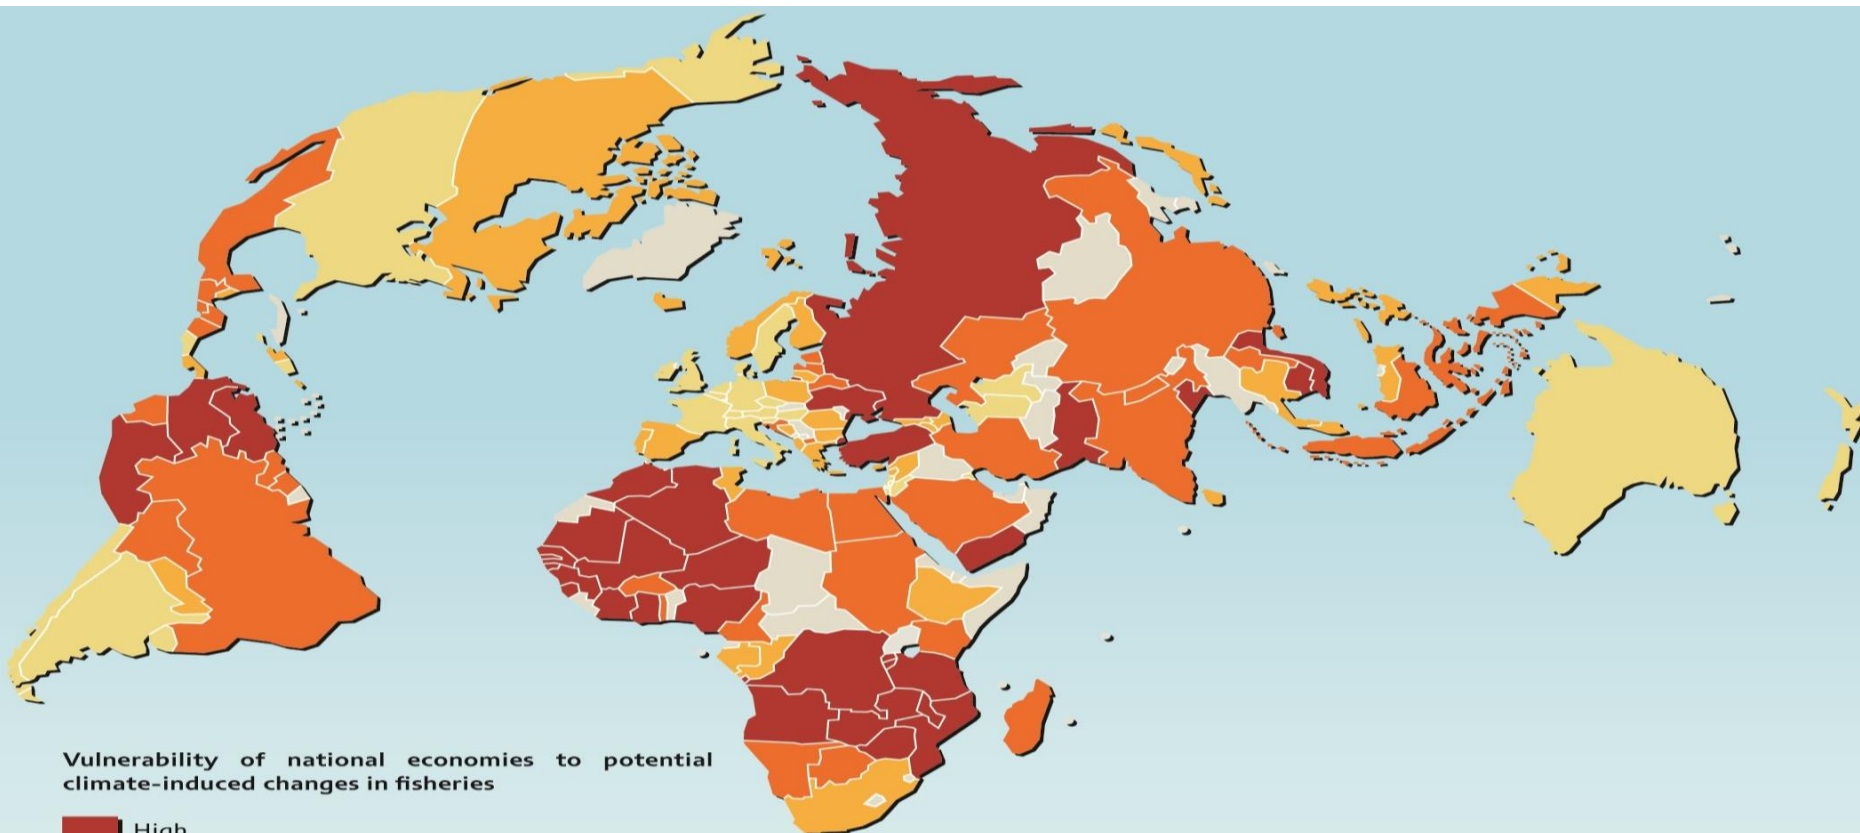 Vulnerability of national economies to potential
climate-induced changes in fisheries
High